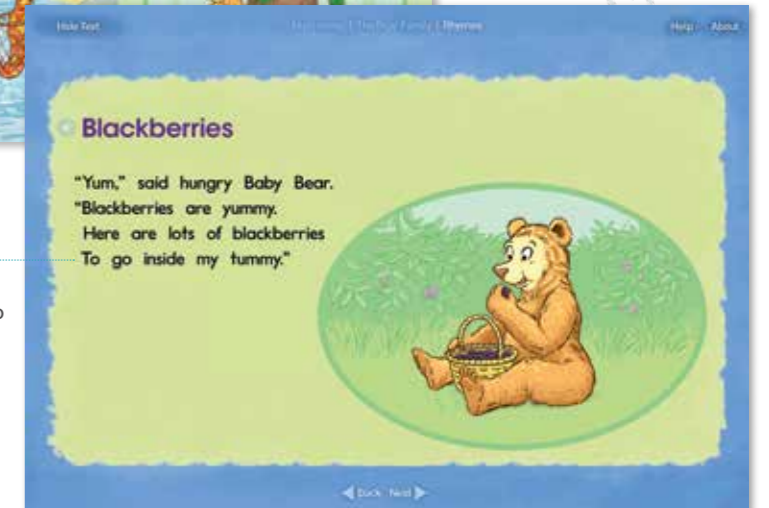 Hide Text
Rhymes
Help
About
Blackberries
“Yum,” said hungry Baby Bear.
“Blackberries are yummy.
Here are lots of blackberries
To go inside my tummy.”
Back Next